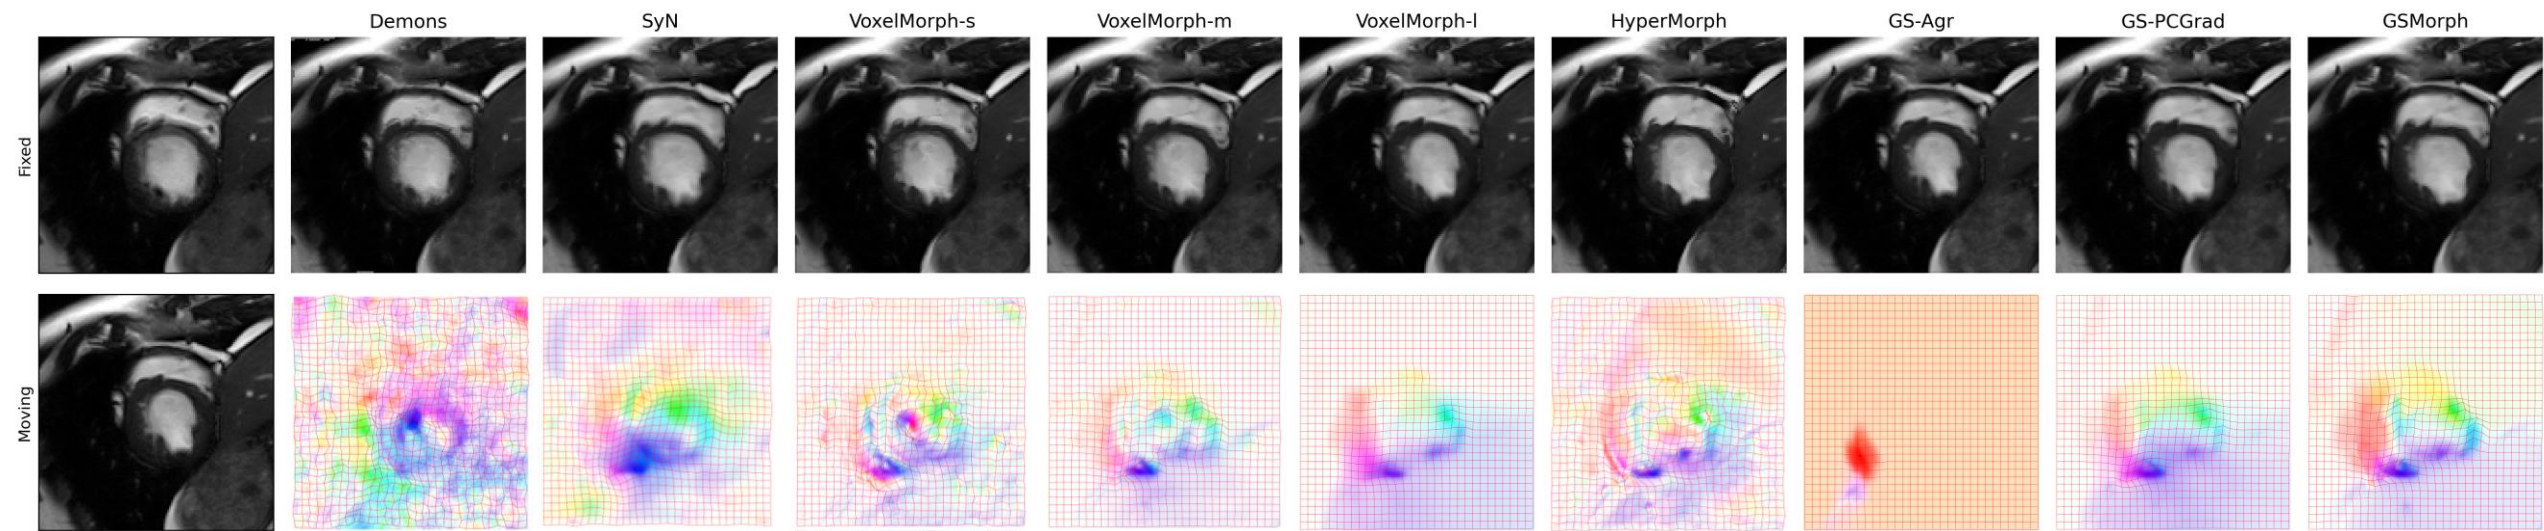 Demons SyN VoxelMorph-s VoxelMorph-m VoxelMorph-l HyperMorph GS-Agr GS-PCGrad GSMorph
Fixed
Moving